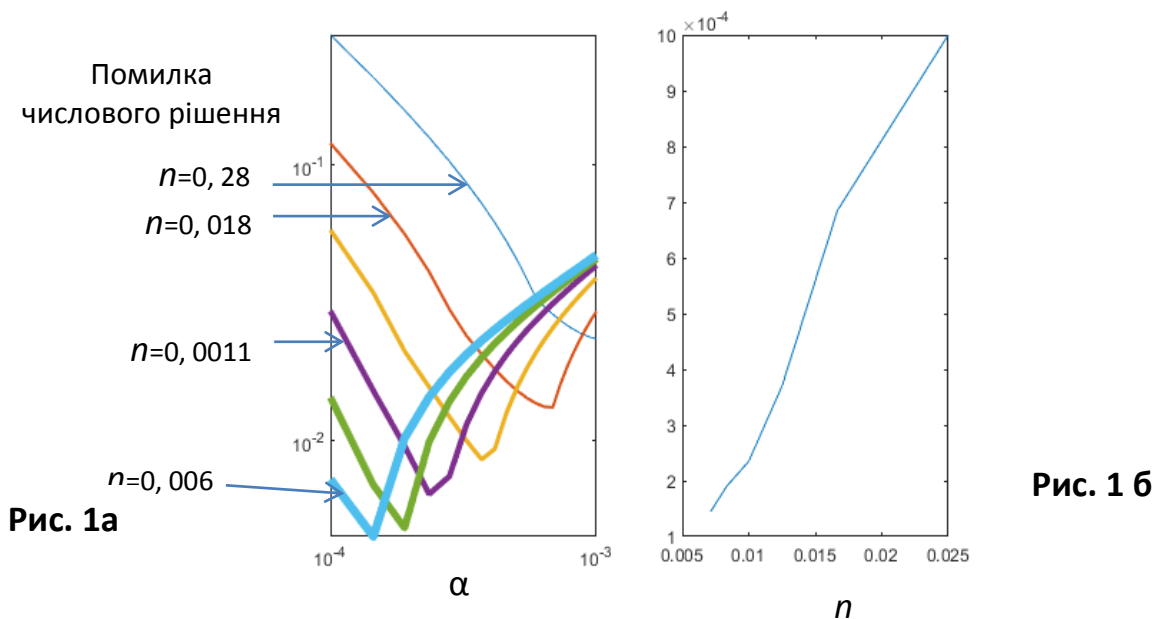 Помилка
числового рішення
n=0, 28
n=0, 018
n=0, 0011
n=0, 006
Рис. 1а
10⁻¹
10⁻²
10⁻⁴
10⁻³
α
×10⁻⁴
10
9
8
7
6
5
4
3
2
1
0.005
0.01
0.015
0.02
0.025
n
Рис. 1 б